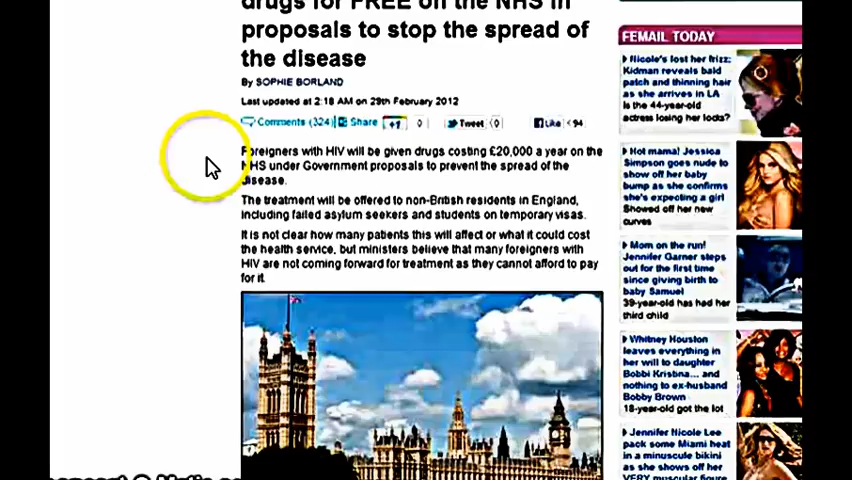 drugs for FREE on the NHS in
proposals to stop the spread of
the disease
By SOPHIE BORLAND
Last updated at 2:18 AM on 29th February 2012
Comments (324) Share +1 0 Tweet 0 Like 94
Foreigners with HIV will be given drugs costing £20,000 a year on the
NHS under Government proposals to prevent the spread of the
disease.
The treatment will be offered to non-British residents in England,
including failed asylum seekers and students on temporary visas.
It is not clear how many patients this will affect or what it could cost
the health service, but ministers believe that many foreigners with
HIV are not coming forward for treatment as they cannot afford to pay
for it.
FEMAIL TODAY
Nicole's lost her frizz:
Kidman reveals bald
patch and thinning hair
as she arrives in LA
Is the 44-year-old
actress losing her locks?
Hot mama! Jessica
Simpson goes nude to
show off her baby
bump as she confirms
she's expecting a girl
Showed off her new
curves
Mom on the run!
Jennifer Garner steps
out for the first time
since giving birth to
baby Samuel
39-year-old has had her
third child
Whitney Houston
leaves everything in
her will to daughter
Bobbi Kristina... and
nothing to ex-husband
Bobby Brown
18-year-old got the lot
Jennifer Nicole Lee
pack some Miami heat
in a minuscule bikini
as she shows off her
VERY muscular figure